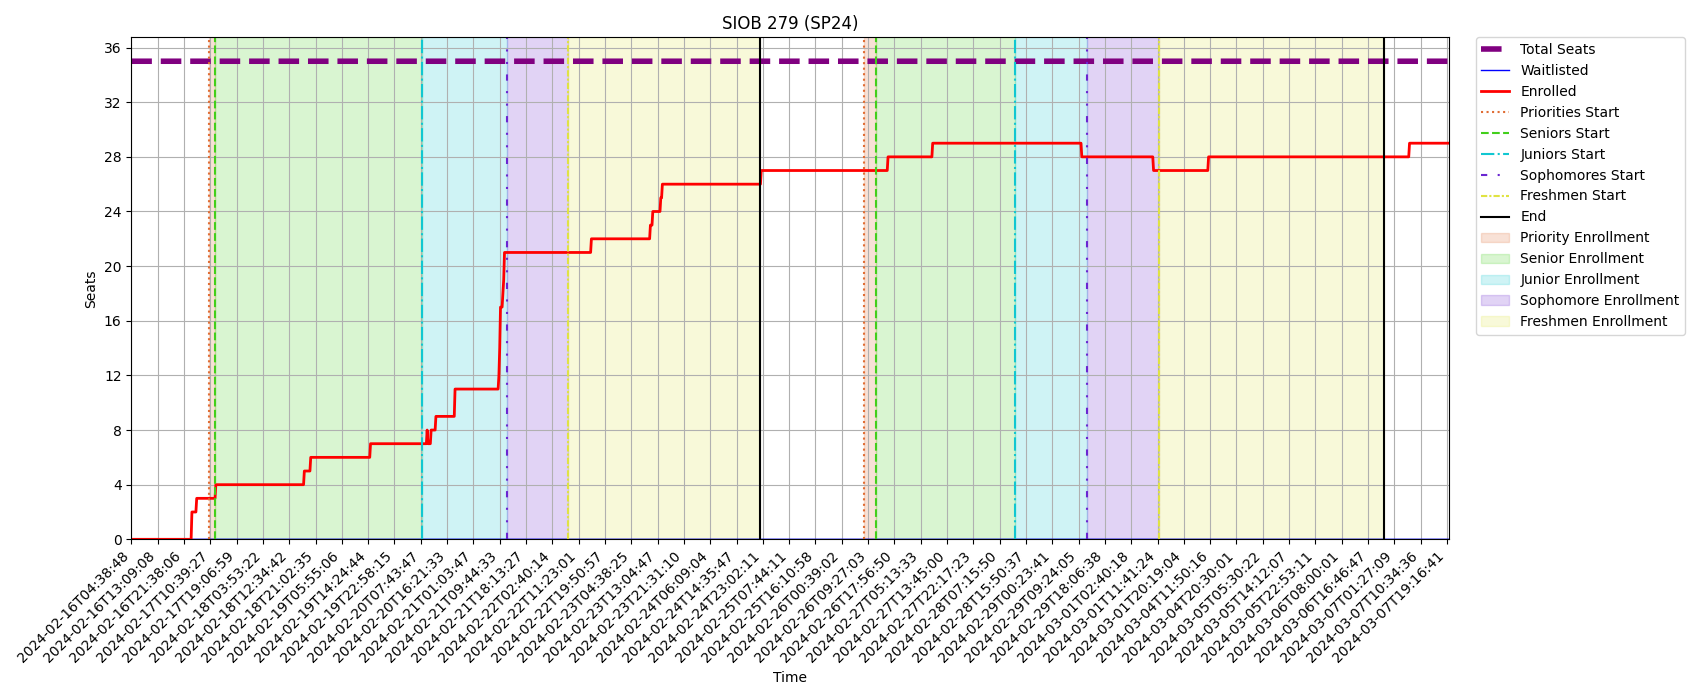 SIOB 279 (SP24)
Seats
36
32
28
24
20
16
12
8
4
0
2024-02-16T04:38:48
2024-02-16T13:09:08
2024-02-16T21:38:06
2024-02-17T10:39:27
2024-02-17T19:06:59
2024-02-18T03:53:22
2024-02-18T12:34:42
2024-02-18T21:02:35
2024-02-19T05:55:06
2024-02-19T14:24:44
2024-02-19T22:58:15
2024-02-20T07:43:47
2024-02-20T16:21:33
2024-02-21T01:03:47
2024-02-21T09:44:33
2024-02-21T18:13:27
2024-02-22T02:40:14
2024-02-22T11:23:01
2024-02-22T19:50:57
2024-02-23T04:38:25
2024-02-23T13:04:47
2024-02-23T21:31:10
2024-02-24T06:09:04
2024-02-24T14:35:47
2024-02-24T23:02:11
2024-02-25T07:44:11
2024-02-25T16:10:58
2024-02-26T00:39:02
2024-02-26T09:27:03
2024-02-26T17:56:50
2024-02-27T05:13:33
2024-02-27T13:45:00
2024-02-27T22:17:23
2024-02-28T07:15:50
2024-02-28T15:50:37
2024-02-29T00:23:41
2024-02-29T09:24:05
2024-02-29T18:06:38
2024-03-01T02:40:18
2024-03-01T11:41:24
2024-03-01T20:19:04
2024-03-04T11:50:16
2024-03-04T20:30:01
2024-03-05T05:30:22
2024-03-05T14:12:07
2024-03-05T22:53:11
2024-03-06T08:00:01
2024-03-06T16:46:47
2024-03-07T01:27:09
2024-03-07T10:34:36
2024-03-07T19:16:41
Time
Total Seats
Waitlisted
Enrolled
Priorities Start
Seniors Start
Juniors Start
Sophomores Start
Freshmen Start
End
Priority Enrollment
Senior Enrollment
Junior Enrollment
Sophomore Enrollment
Freshmen Enrollment